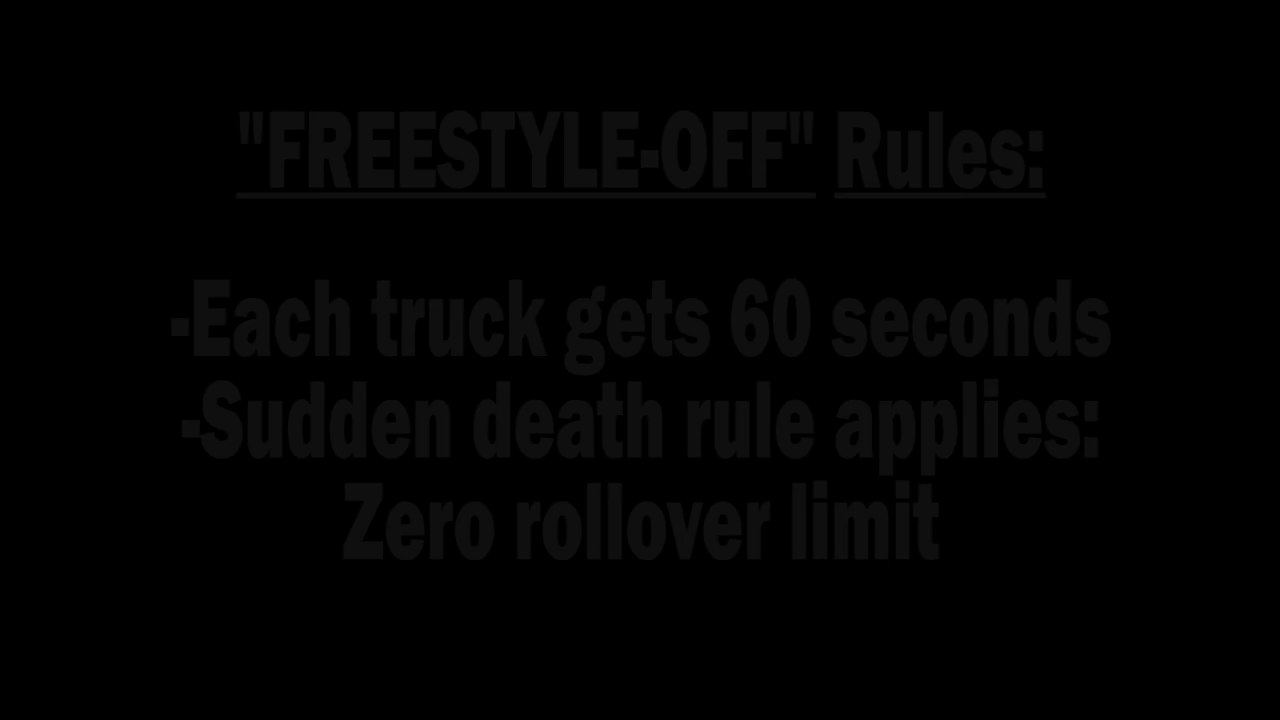 "FREESTYLE-OFF" Rules:
-Each truck gets 60 seconds
-Sudden death rule applies:
Zero rollover limit